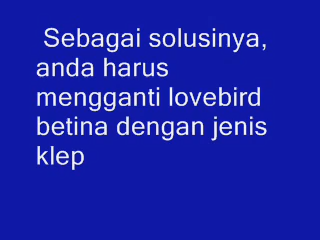 Sebagai solusinya,
anda harus
mengganti lovebird
betina dengan jenis
klep